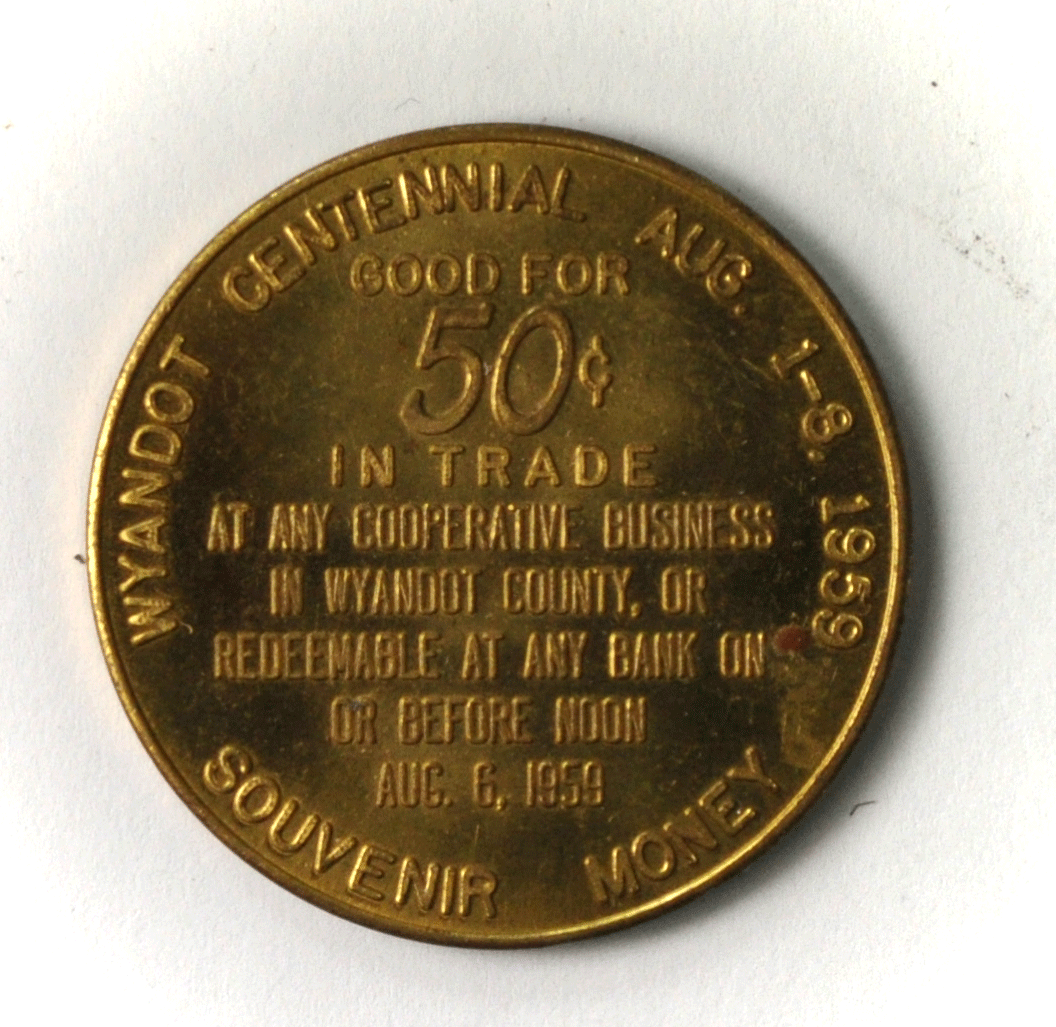 WYANDOT CENTENNIAL AUG. 1-8. 1959
GOOD FOR
50¢
IN TRADE
AT ANY COOPERATIVE BUSINESS
IN WYANDOT COUNTY, OR
REDEEMABLE AT ANY BANK ON
OR BEFORE NOON
AUG. 6, 1959
SOUVENIR MONEY